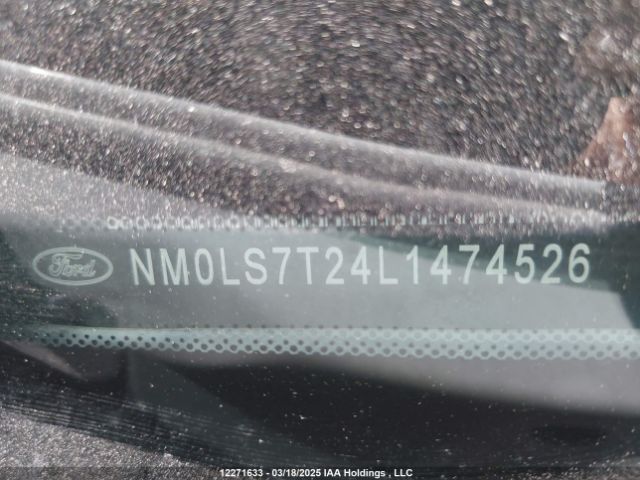 Ford
NM0LS7T24L1474526
12271633 - 03/18/2025 IAA Holdings , LLC